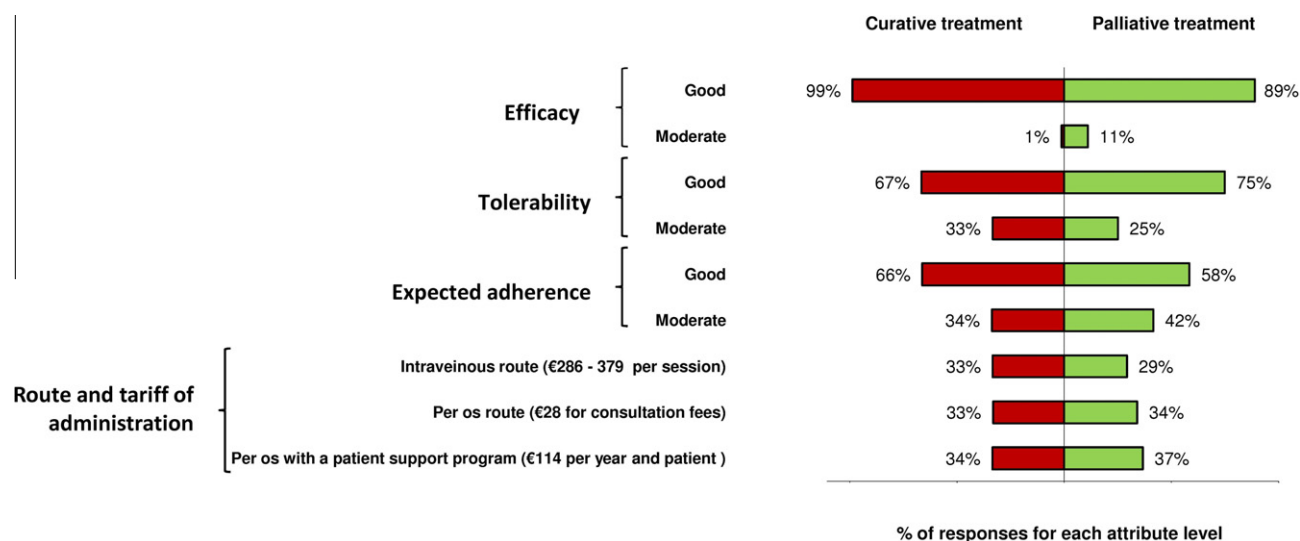 Curative treatment Palliative treatment
Efficacy
Good 99% 89%
Moderate 1% 11%
Tolerability
Good 67% 75%
Moderate 33% 25%
Expected adherence
Good 66% 58%
Moderate 34% 42%
Route and tariff of
administration
Intraveinous route (€286 - 379 per session) 33% 29%
Per os route (€28 for consultation fees) 33% 34%
Per os with a patient support program (€114 per year and patient ) 34% 37%
% of responses for each attribute level